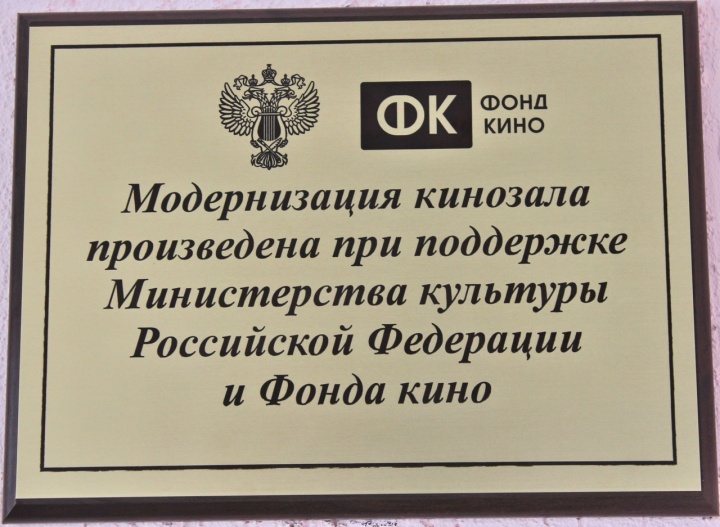 ФК ФОНД
КИНО
Модернизация кинозала
произведена при поддержке
Министерства культуры
Российской Федерации
и Фонда кино